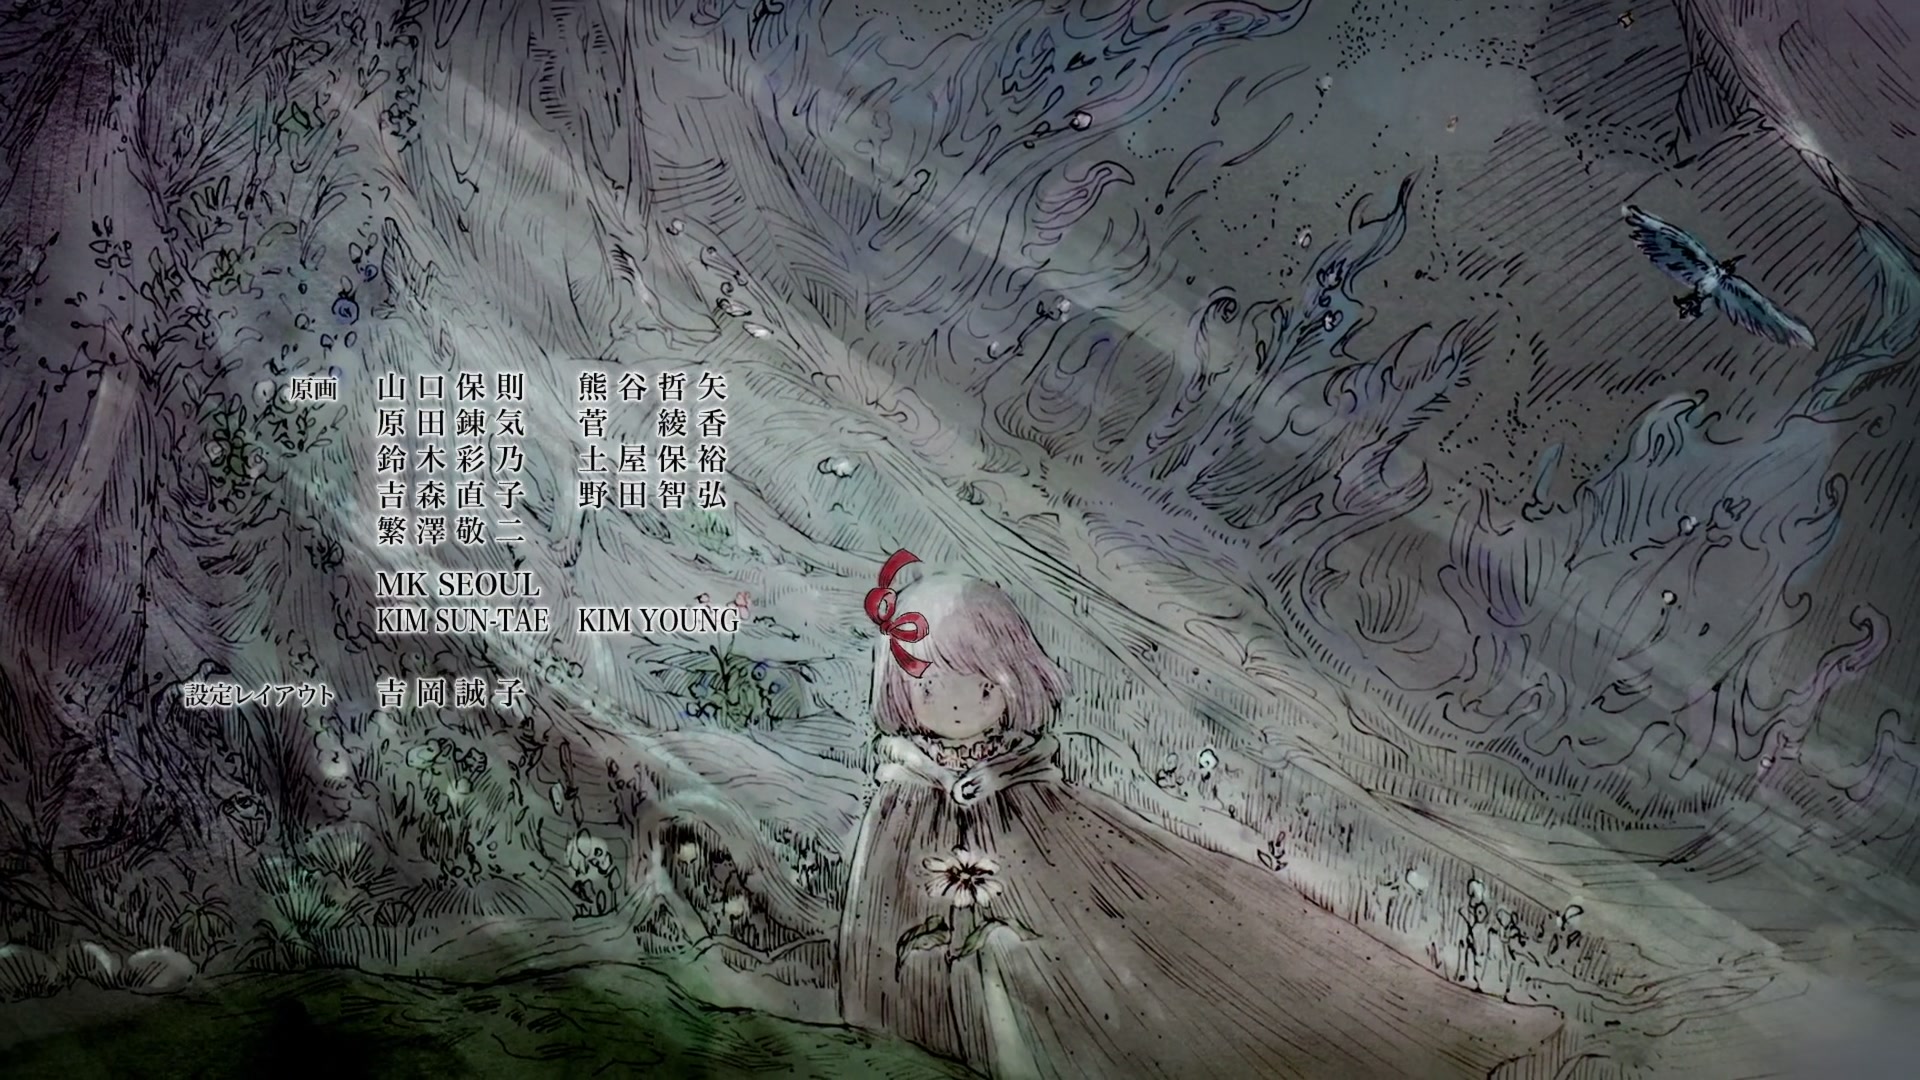 原画 山口保則 熊谷哲矢
原田錬気 菅 綾香
鈴木彩乃 土屋保裕
吉森直子 野田智弘
繁澤敬二
MK SEOUL
KIM SUN-TAE KIM YOUNG
設定レイアウト 吉岡誠子